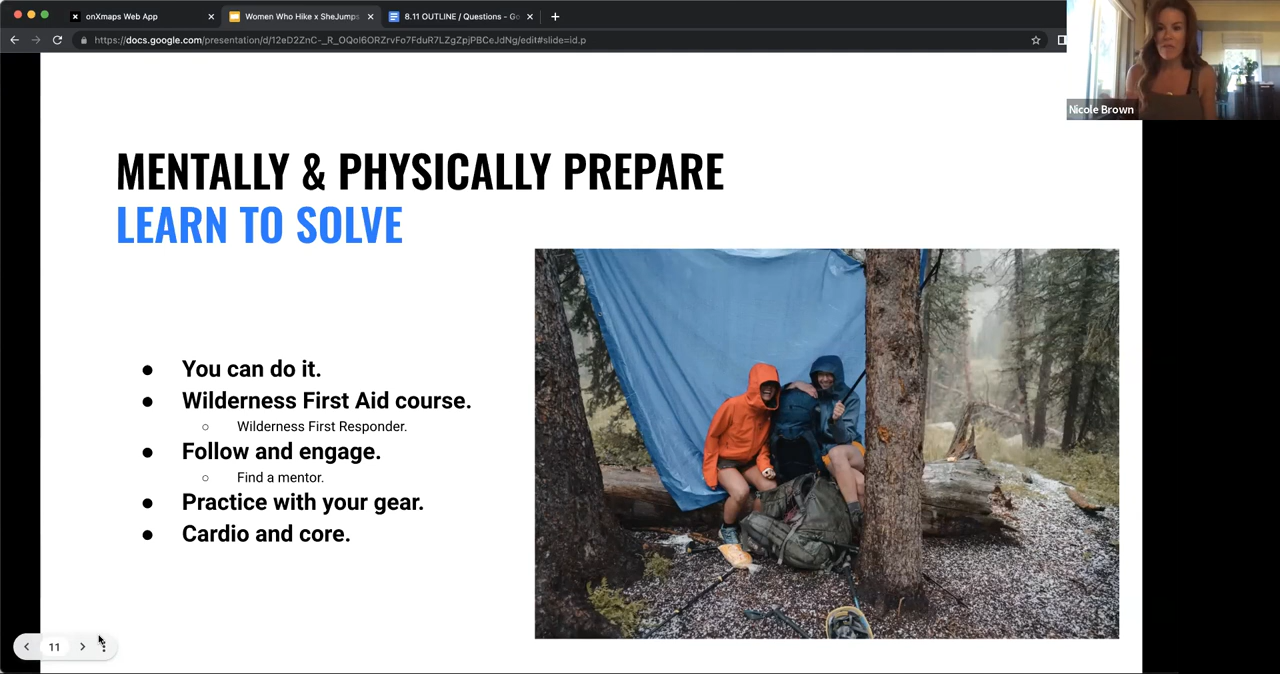 onXmaps Web App
Women Who Hike x SheJumps
8.11 OUTLINE / Questions - Go
https://docs.google.com/presentation/d/12eD2ZnC-_R_OQoI6ORZrvFo7FduR7LZgZpjPBCeJdNg/edit#slide=id.p
Nicole Brown
MENTALLY & PHYSICALLY PREPARE
LEARN TO SOLVE
● You can do it.
● Wilderness First Aid course.
○ Wilderness First Responder.
● Follow and engage.
○ Find a mentor.
● Practice with your gear.
● Cardio and core.
11